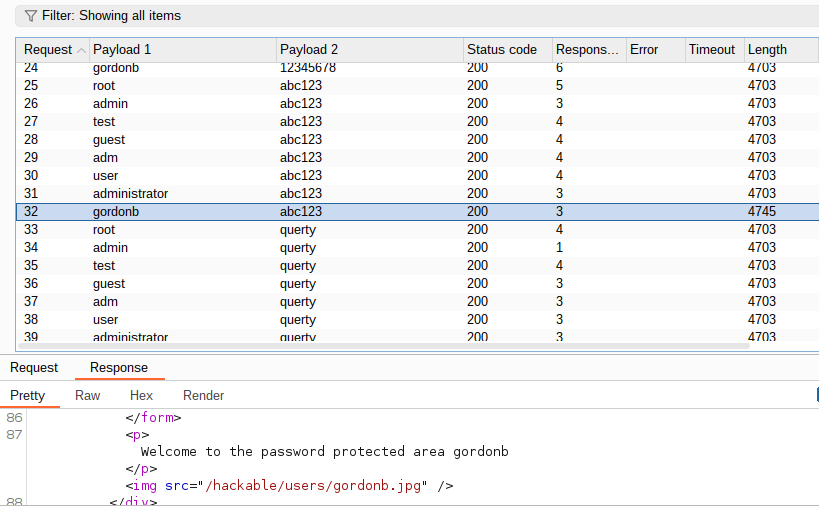 Filter: Showing all items
Request Payload 1 Payload 2 Status code Respons... Error Timeout Length
24 gordonb 12345678 200 6 4703
25 root abc123 200 5 4703
26 admin abc123 200 3 4703
27 test abc123 200 4 4703
28 guest abc123 200 4 4703
29 adm abc123 200 4 4703
30 user abc123 200 4 4703
31 administrator abc123 200 3 4703
32 gordonb abc123 200 3 4745
33 root querty 200 4 4703
34 admin querty 200 1 4703
35 test querty 200 4 4703
36 guest querty 200 3 4703
37 adm querty 200 3 4703
38 user querty 200 3 4703
39 administrator querty 200 3 4703
Request Response
Pretty Raw Hex Render
86 </form>
87 <p>
Welcome to the password protected area gordonb
</p>
<img src="/hackable/users/gordonb.jpg" />
88 </div>